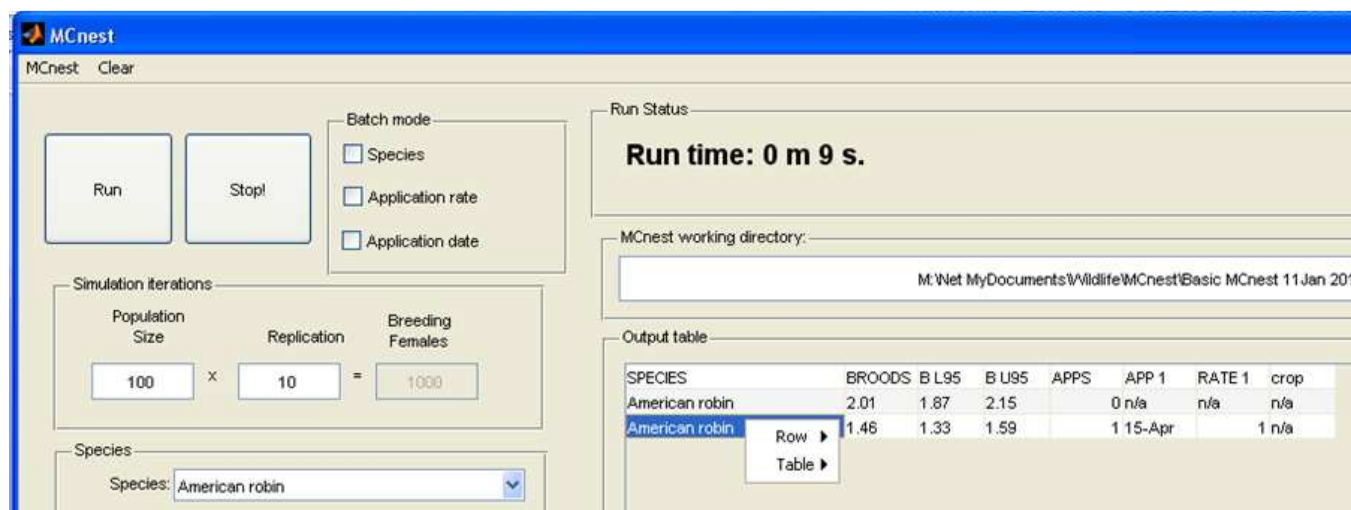 MCnest
MCnest Clear
Run
Stop!
Batch mode
Species
Application rate
Application date
Simulation iterations
Population
Size
Replication
Breeding
Females
100 x 10 = 1000
Species
Species: American robin
Run Status
Run time: 0 m 9 s.
MCnest working directory:
M:\Net MyDocuments\Wildlife\MCnest\Basic MCnest 11Jan 201
Output table
SPECIES BROODS B L95 B U95 APPS APP 1 RATE 1 crop
American robin 2.01 1.87 2.15 0 n/a n/a n/a
American robin 1.46 1.33 1.59 1 15-Apr 1 n/a
Row
Table